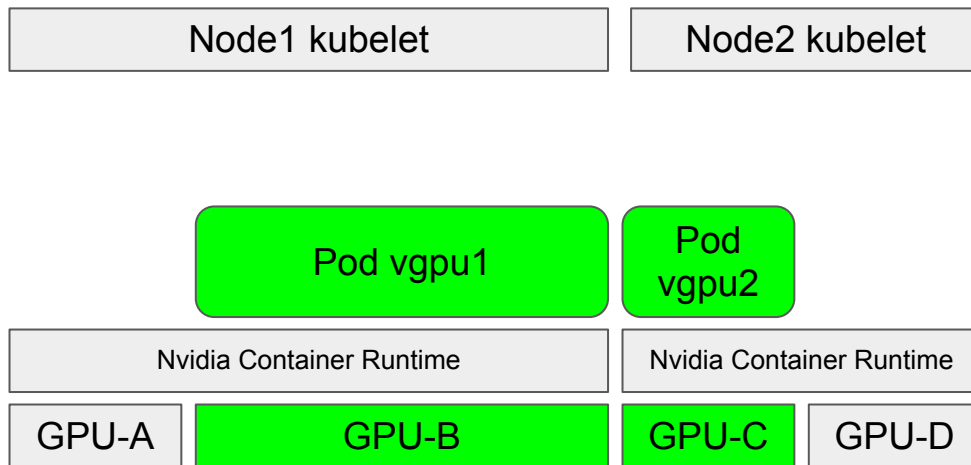 Node1 kubelet
Node2 kubelet
Pod vgpu1
Pod
vgpu2
Nvidia Container Runtime
Nvidia Container Runtime
GPU-A
GPU-B
GPU-C
GPU-D